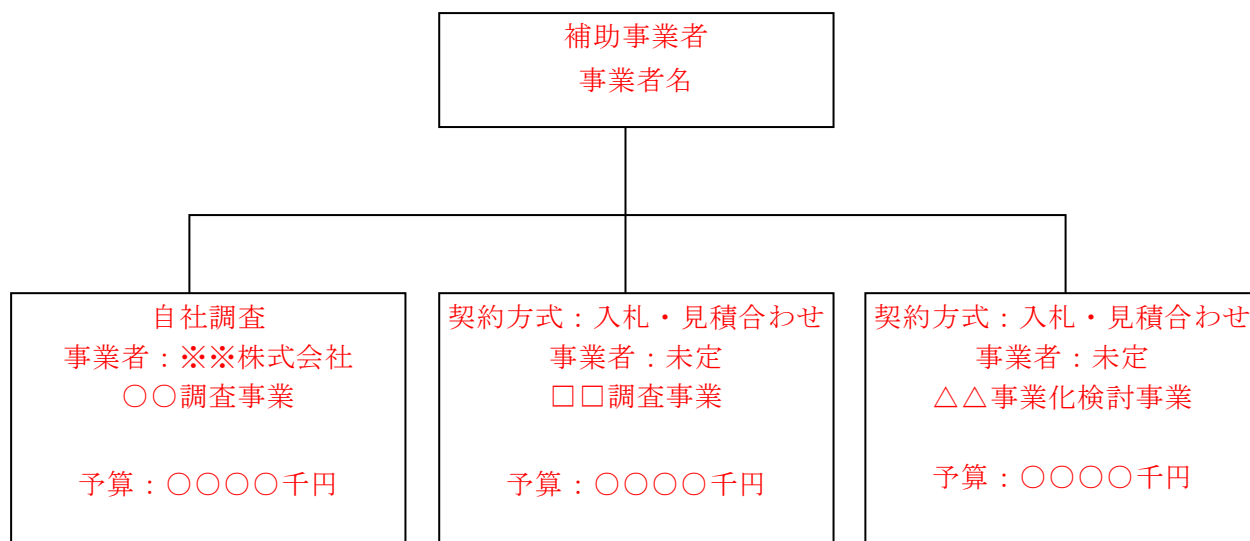 補助事業者
事業者名
自社調査
事業者：※※株式会社
○○調査事業
予算：○○○○千円
契約方式：入札・見積合わせ
事業者：未定
□□調査事業
予算：○○○○千円
契約方式：入札・見積合わせ
事業者：未定
△△事業化検討事業
予算：○○○○千円